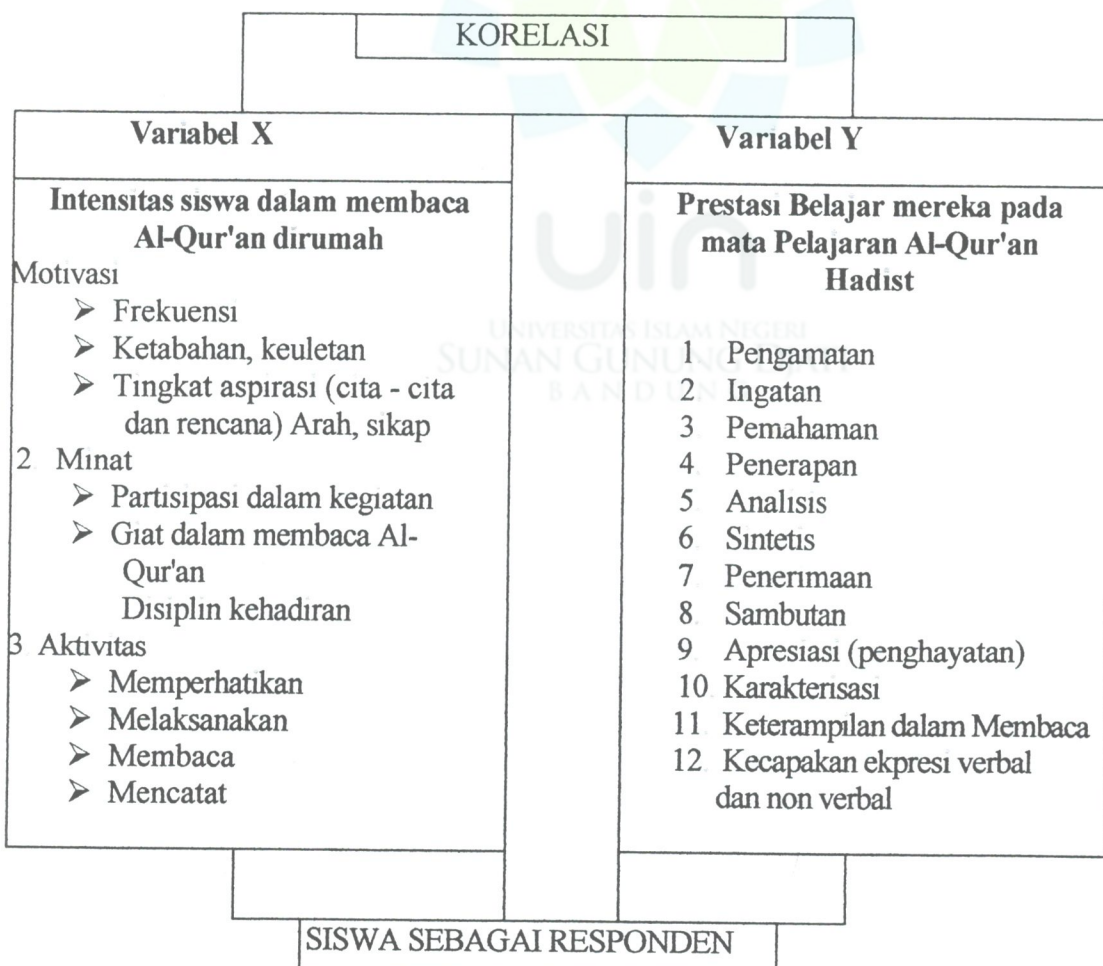 KORELASI
Variabel X
Intensitas siswa dalam membaca
Al-Qur'an dirumah
Motivasi
➢ Frekuensi
➢ Ketabahan, keuletan
➢ Tingkat aspirasi (cita - cita
dan rencana) Arah, sikap
2. Minat
➢ Partisipasi dalam kegiatan
➢ Giat dalam membaca Al-
Qur'an
Disiplin kehadiran
3 Aktivitas
➢ Memperhatikan
➢ Melaksanakan
➢ Membaca
➢ Mencatat
Variabel Y
Prestasi Belajar mereka pada
mata Pelajaran Al-Qur'an
Hadist
1 Pengamatan
2. Ingatan
3 Pemahaman
4. Penerapan
5 Analisis
6. Sintetis
7 Penerimaan
8. Sambutan
9. Apresiasi (penghayatan)
10. Karakterisasi
11. Keterampilan dalam Membaca
12. Kecapakan ekpresi verbal
dan non verbal
SISWA SEBAGAI RESPONDEN
uin
UNIVERSITAS ISLAM NEGERI
SUNAN GUNUNG DJATI
BANDUNG